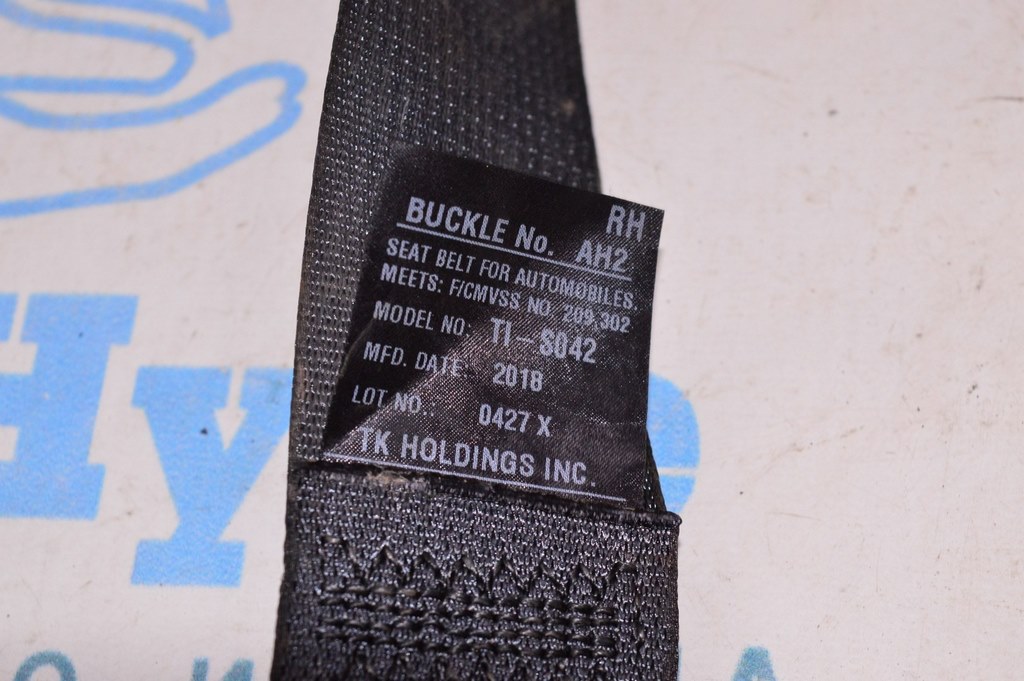 RH
BUCKLE No. AH2
SEAT BELT FOR AUTOMOBILES.
MEETS: F/CMVSS NO. 209,302
MODEL NO: TI-S042
MFD. DATE 2018
LOT NO.: 0427 X
TK HOLDINGS INC.
Hy e